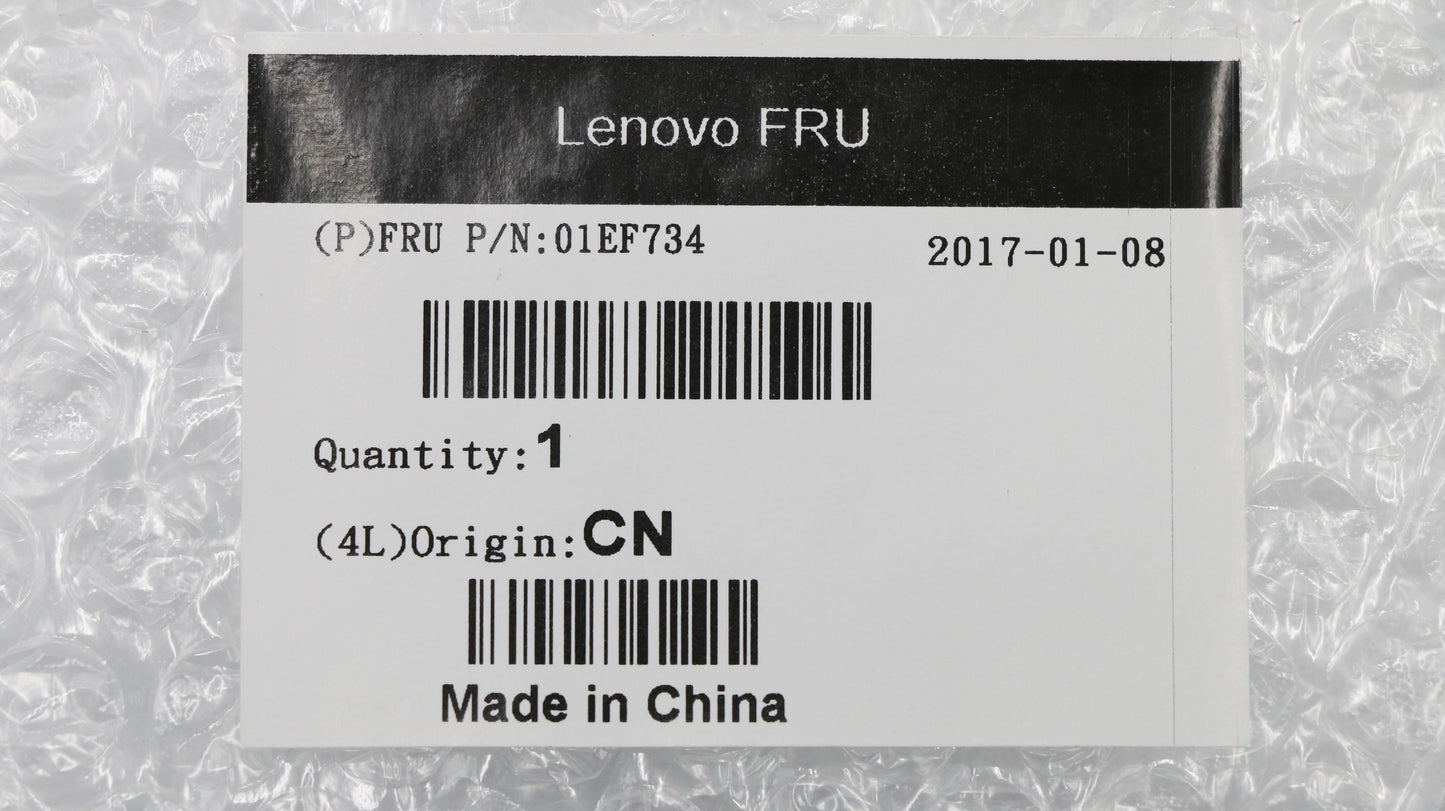 Lenovo FRU
(P)FRU P/N:01EF734
2017-01-08
Quantity:1
(4L)Origin:CN
Made in China